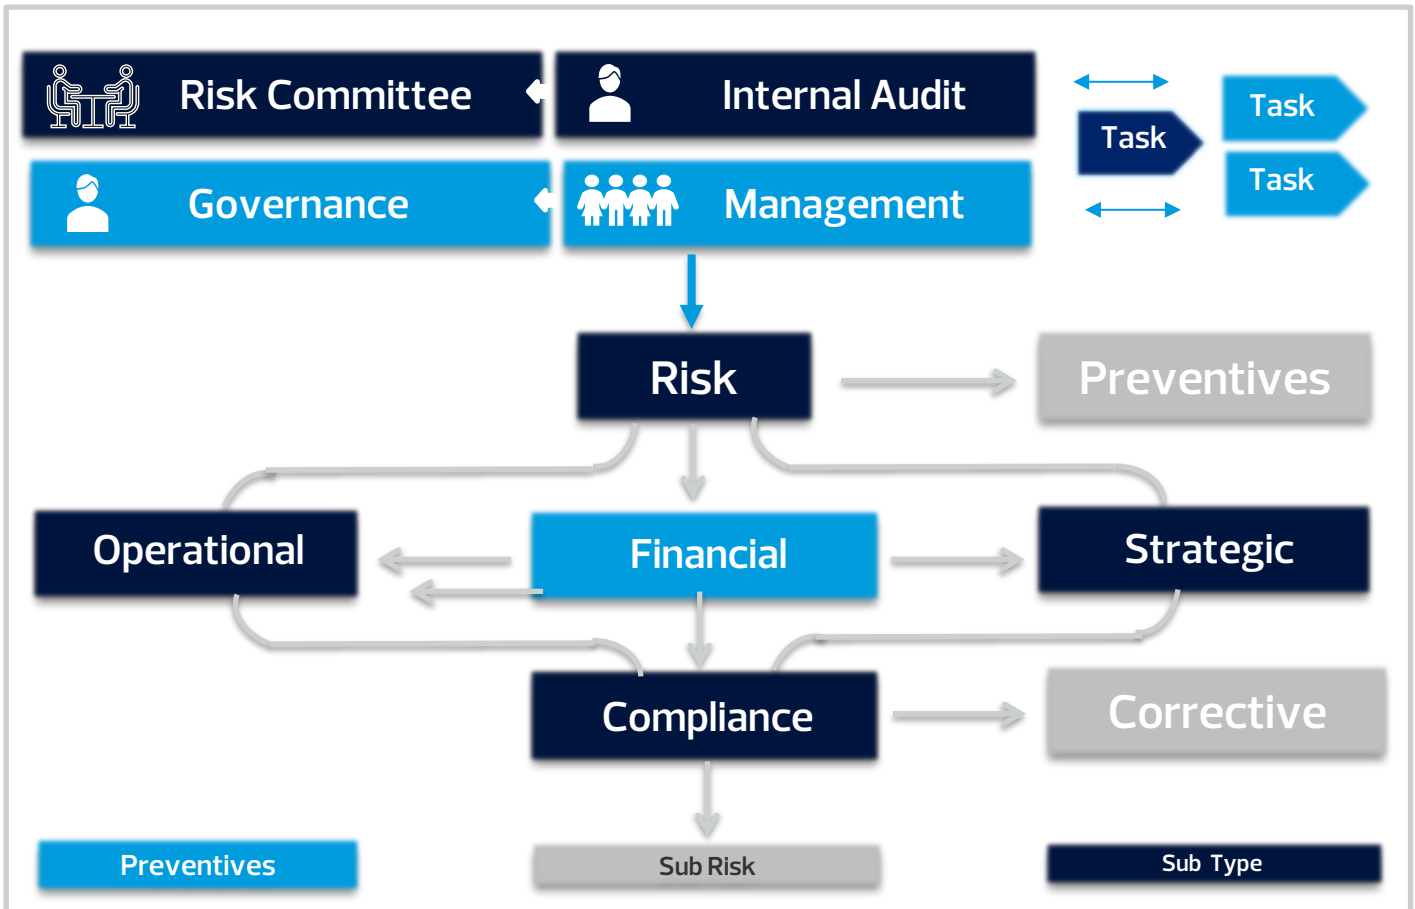 Risk Committee
Internal Audit
Task
Task
Task
Governance
Management
Risk
Preventives
Operational
Financial
Strategic
Compliance
Corrective
Preventives
Sub Risk
Sub Type